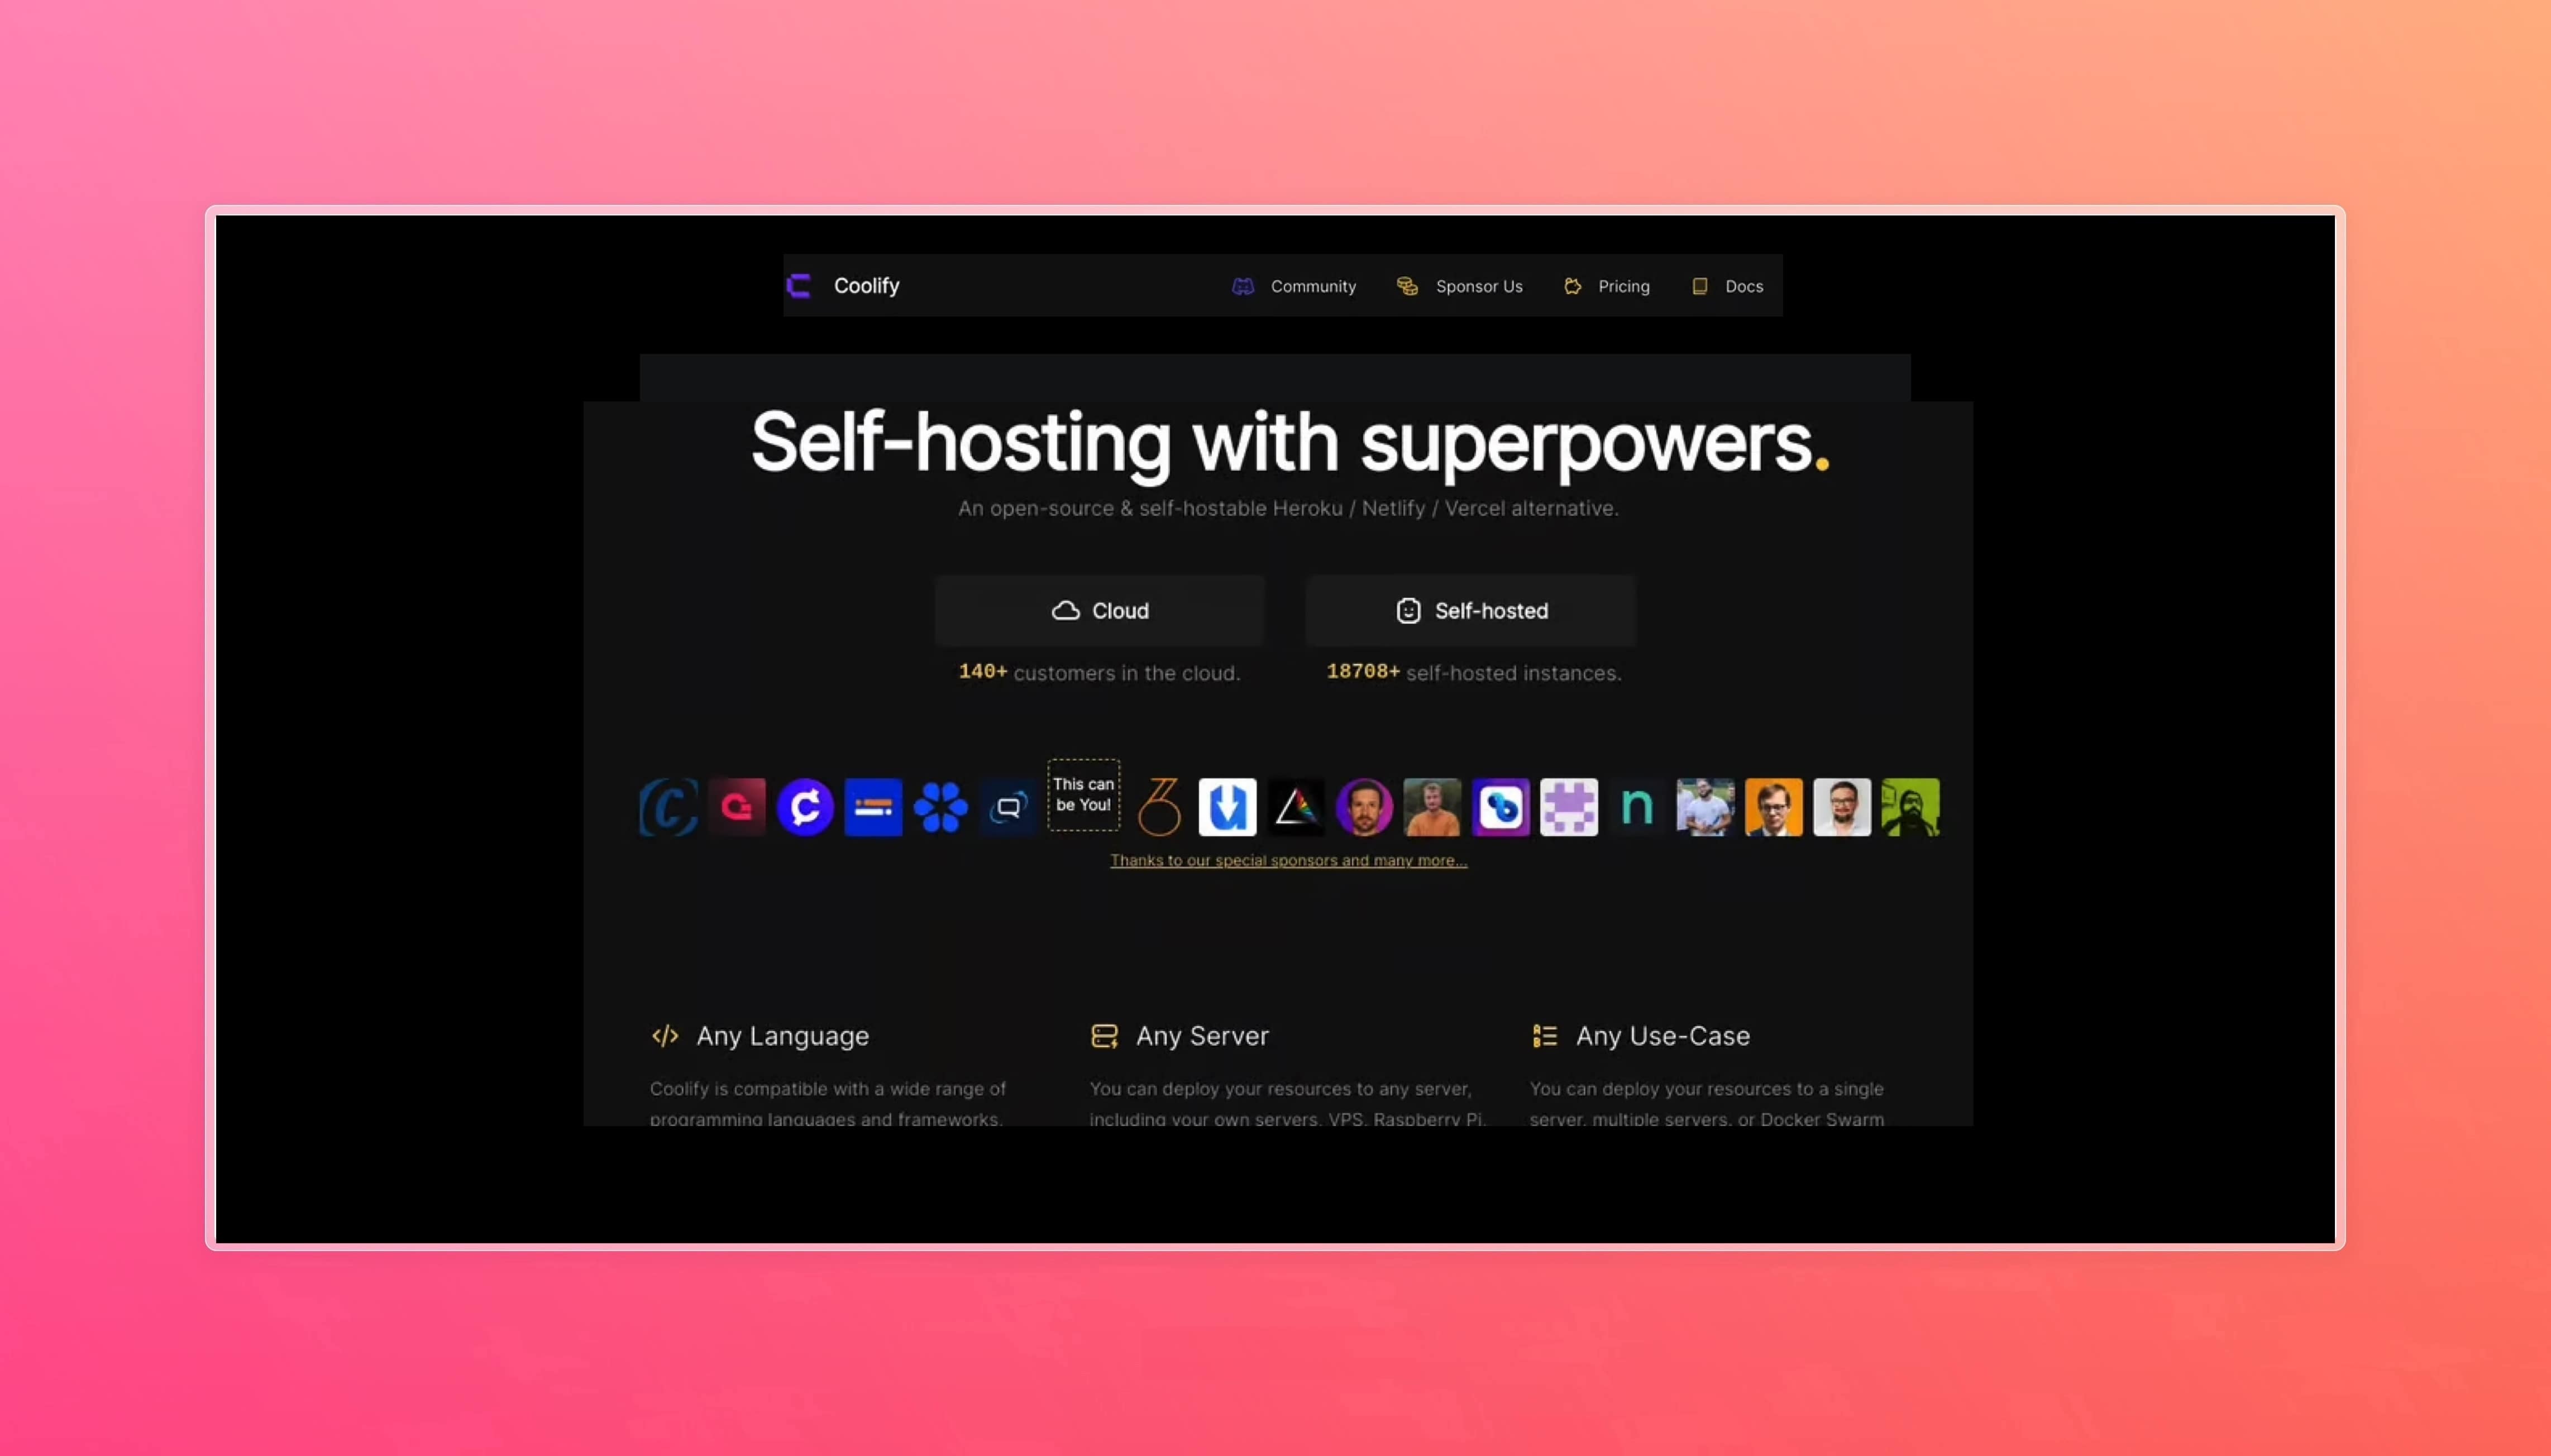 Coolify
Community
Sponsor Us
Pricing
Docs
Self-hosting with superpowers.
An open-source & self-hostable Heroku / Netlify / Vercel alternative.
Cloud
Self-hosted
140+ customers in the cloud.
18708+ self-hosted instances.
This can
be You!
Thanks to our special sponsors and many more...
Any Language
Coolify is compatible with a wide range of
programming languages and frameworks.
Any Server
You can deploy your resources to any server,
including your own servers, VPS, Raspberry Pi,
Any Use-Case
You can deploy your resources to a single
server, multiple servers, or Docker Swarm